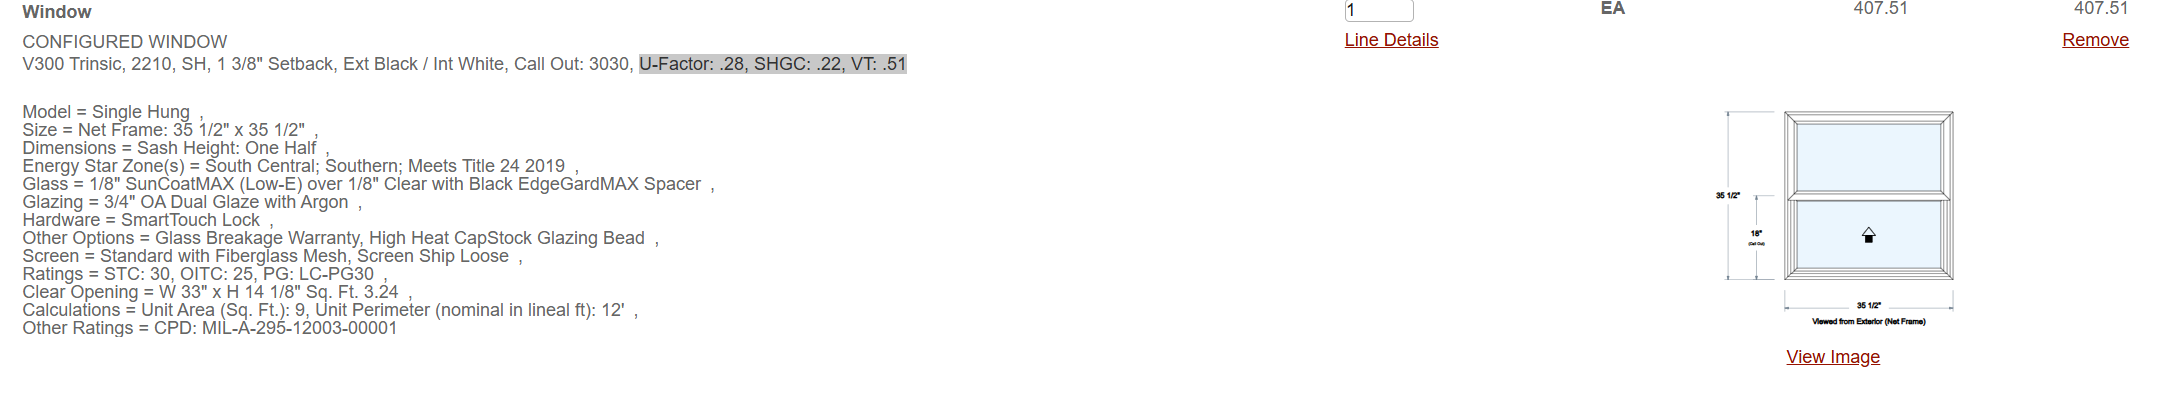 Window
1
EA
407.51
407.51
CONFIGURED WINDOW
Line Details
Remove
V300 Trinsic, 2210, SH, 1 3/8" Setback, Ext Black / Int White, Call Out: 3030, U-Factor: .28, SHGC: .22, VT: .51
Model = Single Hung  ,
Size = Net Frame: 35 1/2" x 35 1/2"  ,
Dimensions = Sash Height: One Half  ,
Energy Star Zone(s) = South Central; Southern; Meets Title 24 2019  ,
Glass = 1/8" SunCoatMAX (Low-E) over 1/8" Clear with Black EdgeGardMAX Spacer  ,
Glazing = 3/4" OA Dual Glaze with Argon  ,
Hardware = SmartTouch Lock  ,
Other Options = Glass Breakage Warranty, High Heat CapStock Glazing Bead  ,
Screen = Standard with Fiberglass Mesh, Screen Ship Loose  ,
Ratings = STC: 30, OITC: 25, PG: LC-PG30  ,
Clear Opening = W 33" x H 14 1/8" Sq. Ft. 3.24  ,
Calculations = Unit Area (Sq. Ft.): 9, Unit Perimeter (nominal in lineal ft): 12'  ,
Other Ratings = CPD: MIL-A-295-12003-00001
35 1/2"
18"
(Call Out)
35 1/2"
Viewed from Exterior (Net Frame)
View Image